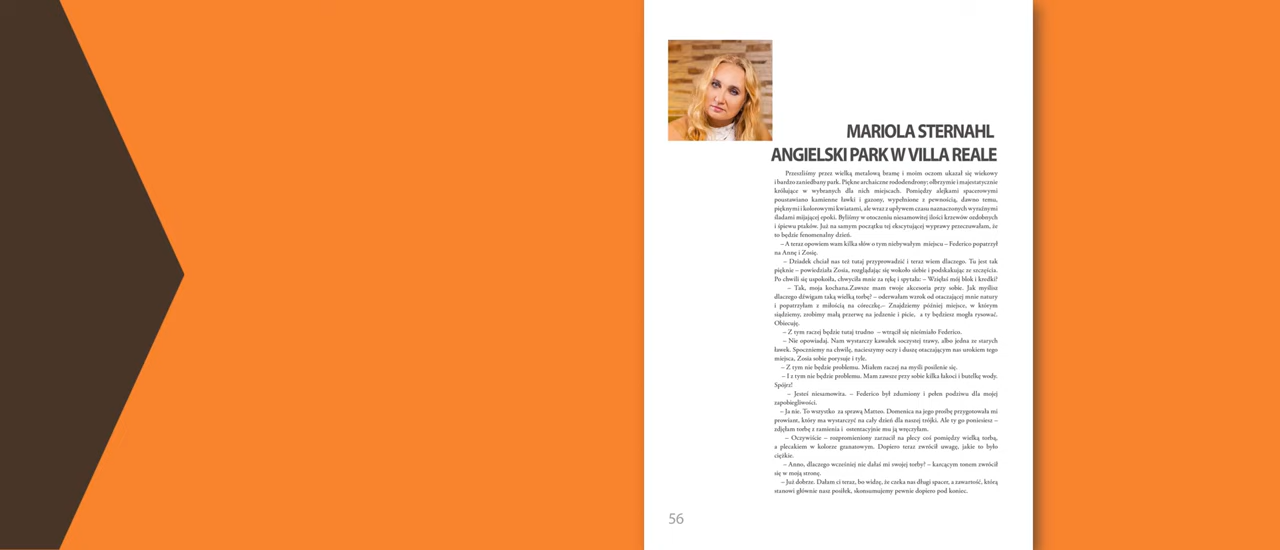 MARIOLA STERNAHL
ANGIELSKI PARK W VILLA REALE
Przeszliśmy przez wielką metalową bramę i moim oczom ukazał się wiekowy
i bardzo zaniedbany park. Piękne archaiczne rododendrony; olbrzymie i majestatycznie
królujące w wybranych dla nich miejscach. Pomiędzy alejkami spacerowymi
poustawiano kamienne ławki i gazony, wypełnione z pewnością, dawno temu,
pięknymi i kolorowymi kwiatami, ale wraz z upływem czasu naznaczonych wyraźnymi
śladami mijającej epoki. Byliśmy w otoczeniu niesamowitej ilości krzewów ozdobnych
i śpiewu ptaków. Już na samym początku tej ekscytującej wyprawy przeczuwałam, że
to będzie fenomenalny dzień.
– A teraz opowiem wam kilka słów o tym niebywałym miejscu – Federico popatrzył
na Annę i Zosię.
– Dziadek chciał nas też tutaj przyprowadzić i teraz wiem dlaczego. Tu jest tak
pięknie – powiedziała Zosia, rozglądając się wokoło siebie i podskakując ze szczęścia.
Po chwili się uspokoiła, chwyciła mnie za rękę i spytała: – Wzięłaś mój blok i kredki?
– Tak, moja kochana.Zawsze mam twoje akcesoria przy sobie. Jak myślisz
dlaczego dźwigam taką wielką torbę? – oderwałam wzrok od otaczającej mnie natury
i popatrzyłam z miłością na córeczkę.– Znajdziemy później miejsce, w którym
siądziemy, zrobimy małą przerwę na jedzenie i picie, a ty będziesz mogła rysować.
Obiecuję.
– Z tym raczej będzie tutaj trudno – wtrącił się nieśmiało Federico.
– Nie opowiadaj. Nam wystarczy kawałek soczystej trawy, albo jedna ze starych
ławek. Spoczniemy na chwilę, nacieszymy oczy i duszę otaczającym nas urokiem tego
miejsca, Zosia sobie porysuje i tyle.
– Z tym nie będzie problemu. Miałem raczej na myśli posilenie się.
– I z tym nie będzie problemu. Mam zawsze przy sobie kilka łakoci i butelkę wody.
Spójrz!
– Jesteś niesamowita. – Federico był zdumiony i pełen podziwu dla mojej
zapobiegliwości.
– Ja nie. To wszystko za sprawą Matteo. Domenica na jego prośbę przygotowała mi
prowiant, który ma wystarczyć na cały dzień dla naszej trójki. Ale ty go poniesiesz –
zdjęłam torbę z ramienia i ostentacyjnie mu ją wręczyłam.
– Oczywiście – rozpromieniony zarzucił na plecy coś pomiędzy wielką torbą,
a plecakiem w kolorze granatowym. Dopiero teraz zwrócił uwagę, jakie to było
ciężkie.
– Anno, dlaczego wcześniej nie dałaś mi swojej torby? – karcącym tonem zwrócił
się w moją stronę.
– Już dobrze. Dałam ci teraz, bo widzę, że czeka nas długi spacer, a zawartość, którą
stanowi głównie nasz posiłek, skonsumujemy pewnie dopiero pod koniec.
56